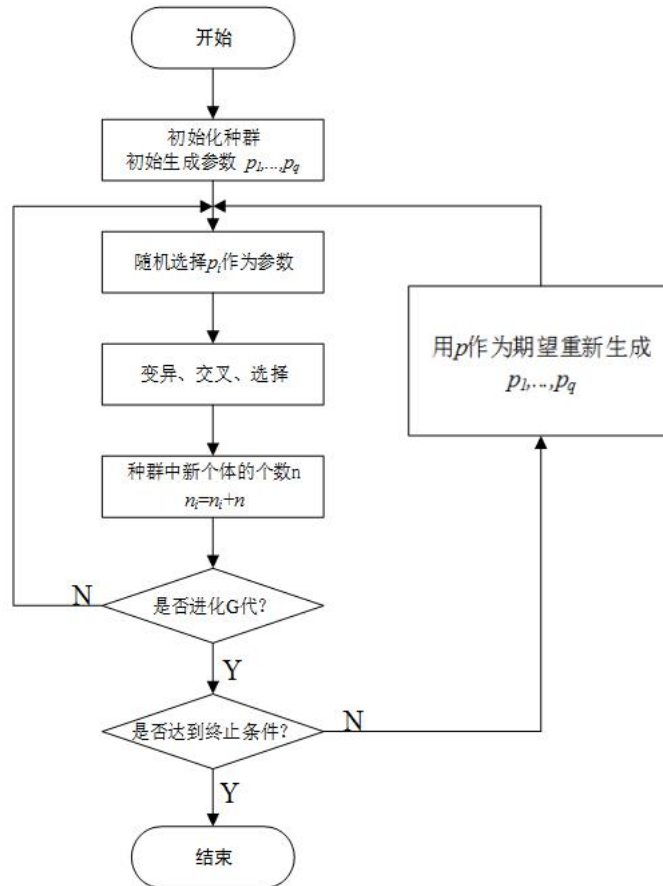 开始
初始化种群
初始生成参数 p1,...,pq
随机选择pi作为参数
变异、交叉、选择
种群中新个体的个数n
ni=ni+n
用p作为期望重新生成
p1,...,pq
N
是否进化G代？
Y
是否达到终止条件？
N
Y
结束